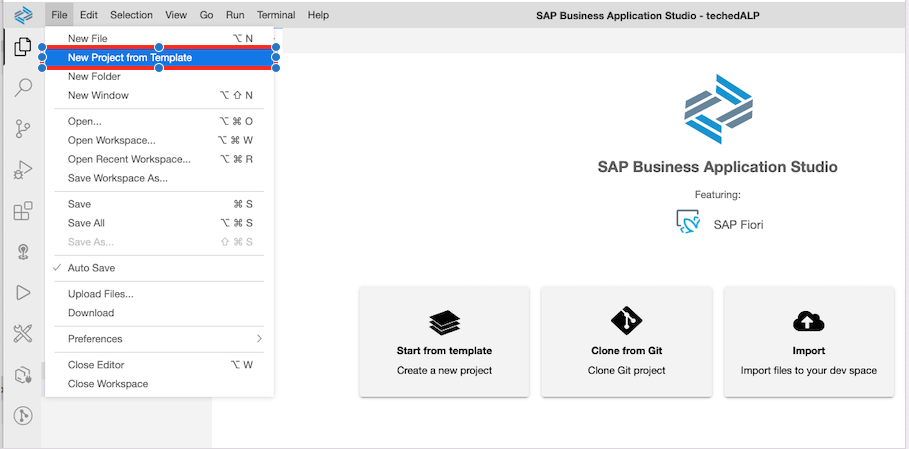 File Edit Selection View Go Run Terminal Help SAP Business Application Studio - techedALP
New File ⌥ N
New Project from Template
New Folder
New Window ⌥ ⇧ N
Open... ⌥ ⌘ O
Open Workspace... ⌥ ⌘ W
Open Recent Workspace... ⌥ ⌘ R
Save Workspace As...
Save ⌘ S
Save All ⌥ ⌘ S
Save As... ⇧ ⌘ S
Auto Save
Upload Files...
Download
Preferences
Close Editor ⌥ W
Close Workspace
SAP Business Application Studio
Featuring:
SAP Fiori
Start from template
Create a new project
Clone from Git
Clone Git project
Import
Import files to your dev space